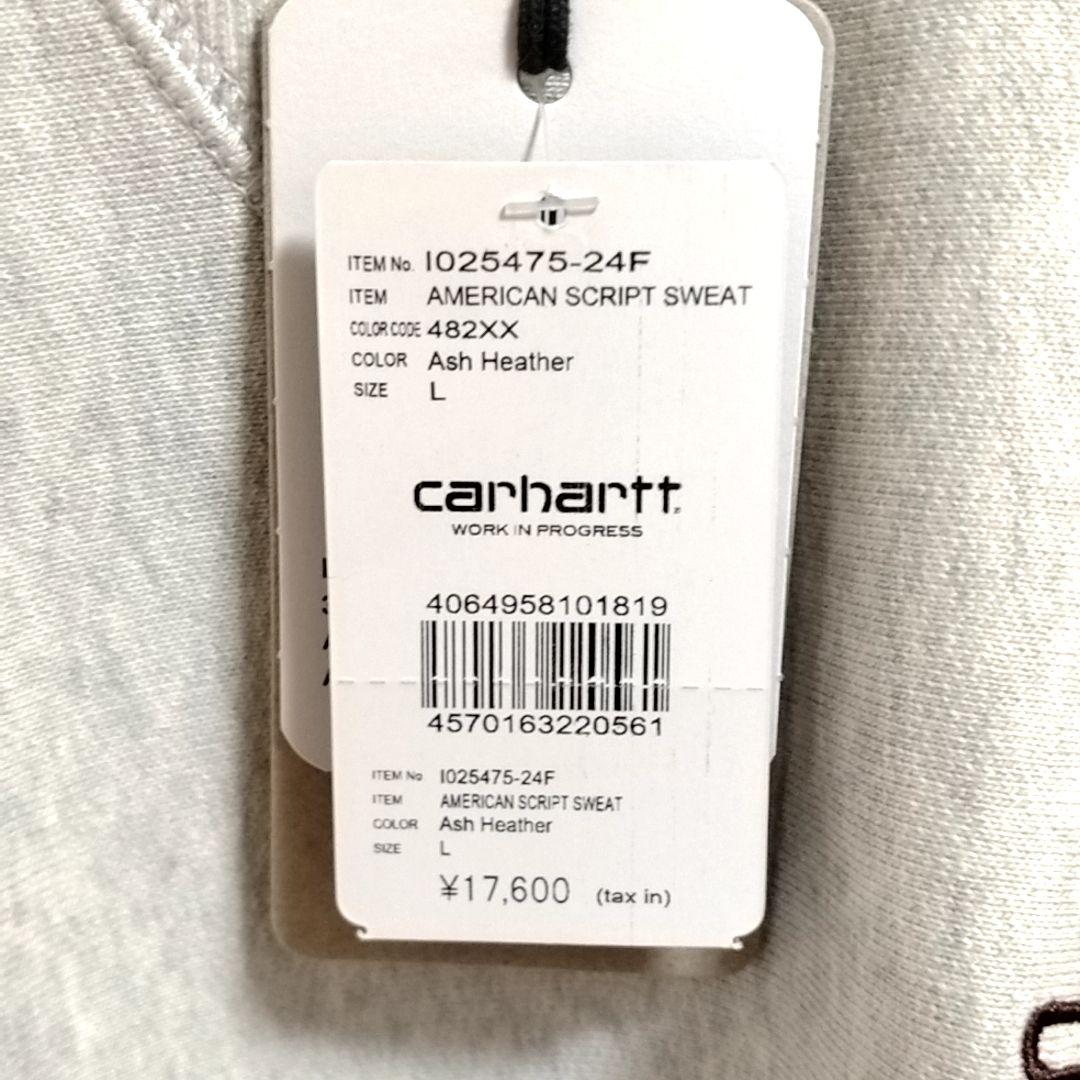 ITEM No. I025475-24F
ITEM AMERICAN SCRIPT SWEAT
COLOR CODE 482XX
COLOR Ash Heather
SIZE L
carhartt
WORK IN PROGRESS
4064958101819
4570163220561
ITEM No I025475-24F
ITEM AMERICAN SCRIPT SWEAT
COLOR Ash Heather
SIZE L
¥17,600 (tax in)